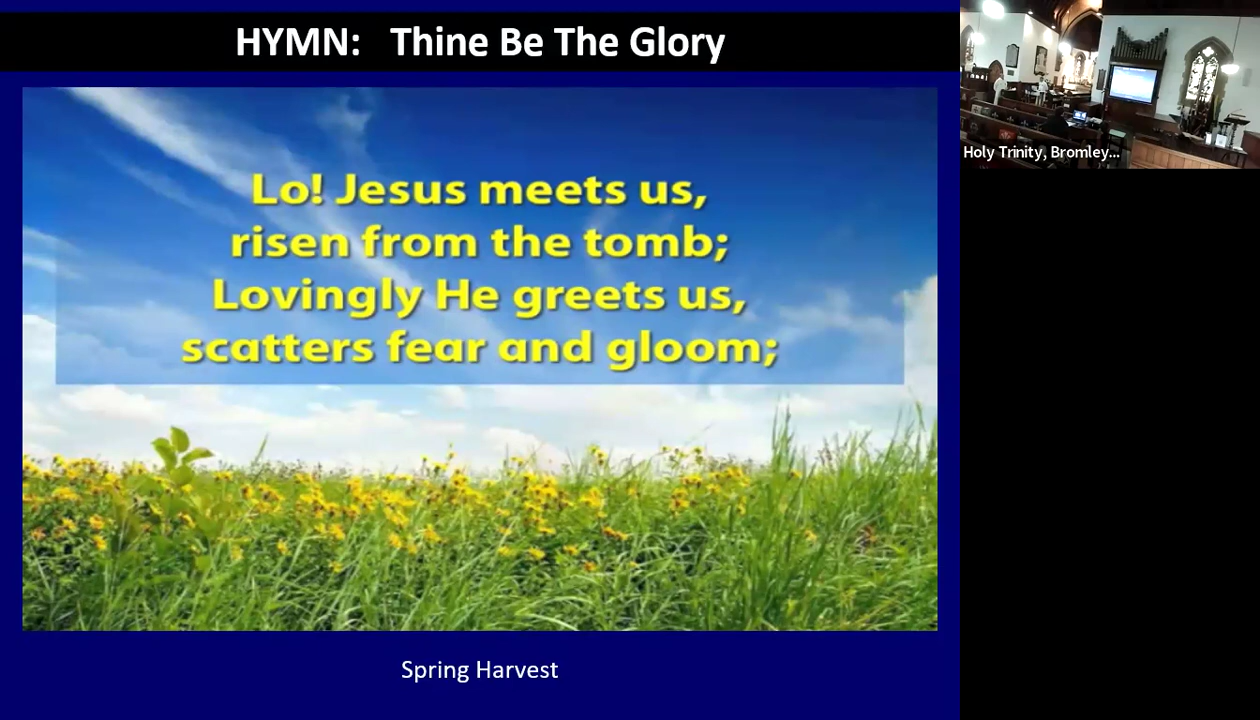 HYMN: Thine Be The Glory
Lo! Jesus meets us,
risen from the tomb;
Lovingly He greets us,
scatters fear and gloom;
Spring Harvest
Holy Trinity, Bromley...